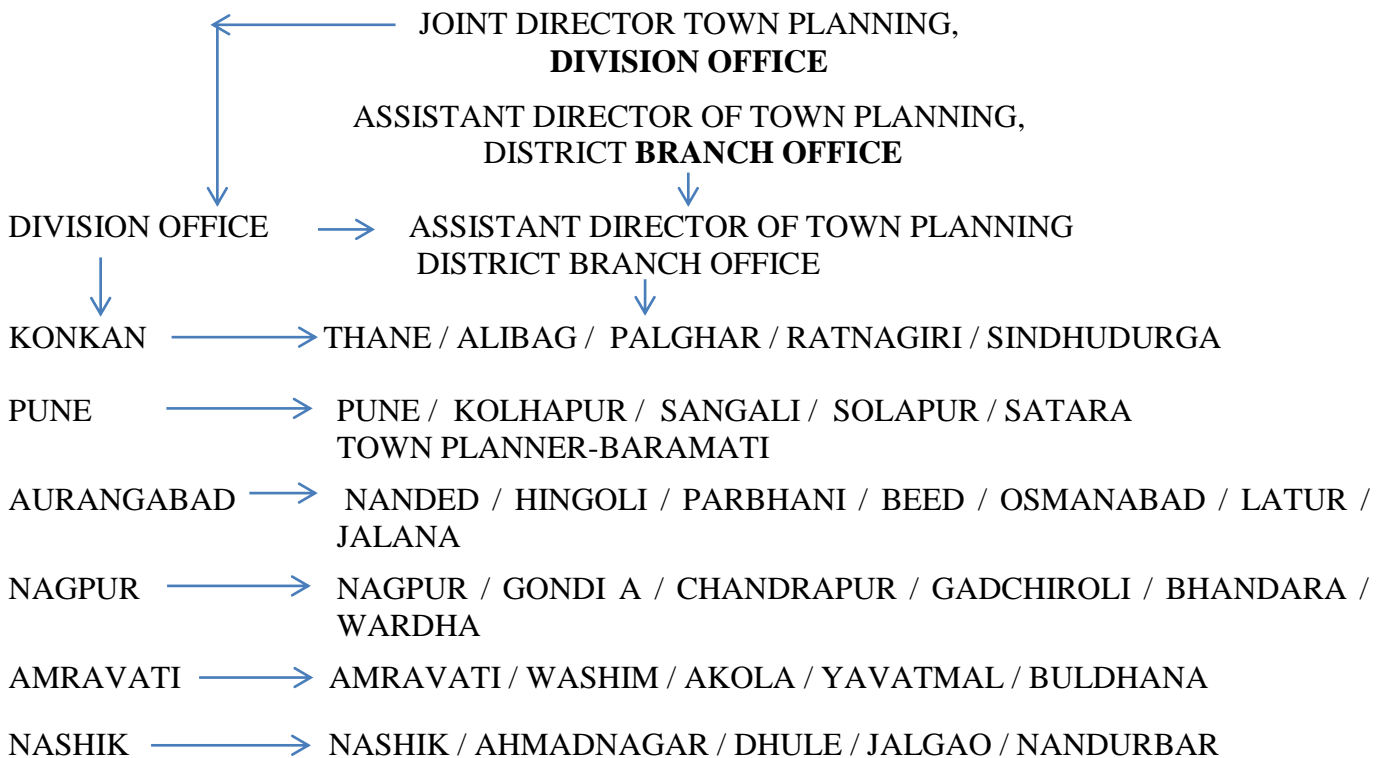 JOINT DIRECTOR TOWN PLANNING,
DIVISION OFFICE
ASSISTANT DIRECTOR OF TOWN PLANNING,
DISTRICT BRANCH OFFICE
DIVISION OFFICE ASSISTANT DIRECTOR OF TOWN PLANNING
DISTRICT BRANCH OFFICE
KONKAN THANE / ALIBAG / PALGHAR / RATNAGIRI / SINDHUDURGA
PUNE PUNE / KOLHAPUR / SANGALI / SOLAPUR / SATARA
TOWN PLANNER-BARAMATI
AURANGABAD NANDED / HINGOLI / PARBHANI / BEED / OSMANABAD / LATUR /
JALANA
NAGPUR NAGPUR / GONDI A / CHANDRAPUR / GADCHIROLI / BHANDARA /
WARDHA
AMRAVATI AMRAVATI / WASHIM / AKOLA / YAVATMAL / BULDHANA
NASHIK NASHIK / AHMADNAGAR / DHULE / JALGAO / NANDURBAR